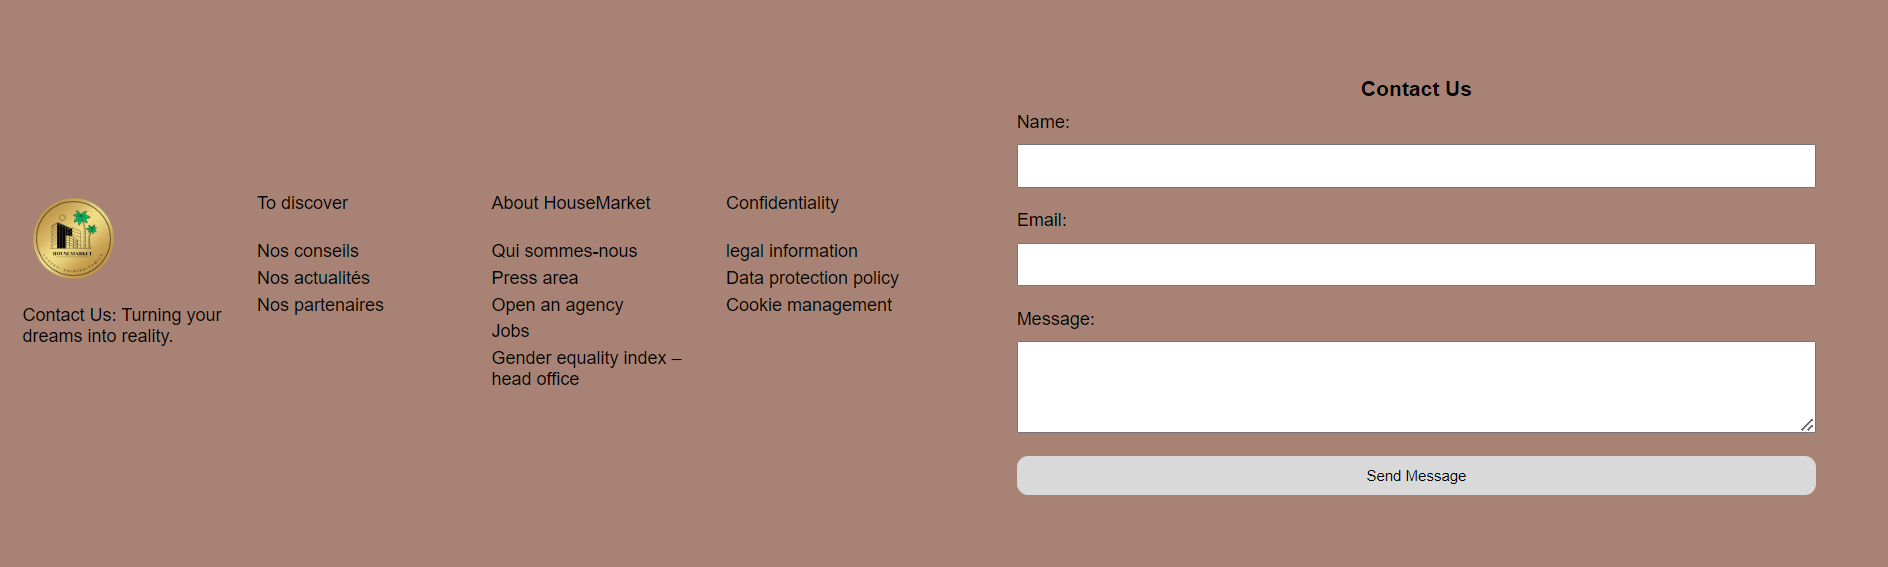 HOUSEMARKET
Contact Us: Turning your
dreams into reality.
To discover
Nos conseils
Nos actualités
Nos partenaires
About HouseMarket
Qui sommes-nous
Press area
Open an agency
Jobs
Gender equality index –
head office
Confidentiality
legal information
Data protection policy
Cookie management
Contact Us
Name:
Email:
Message:
Send Message